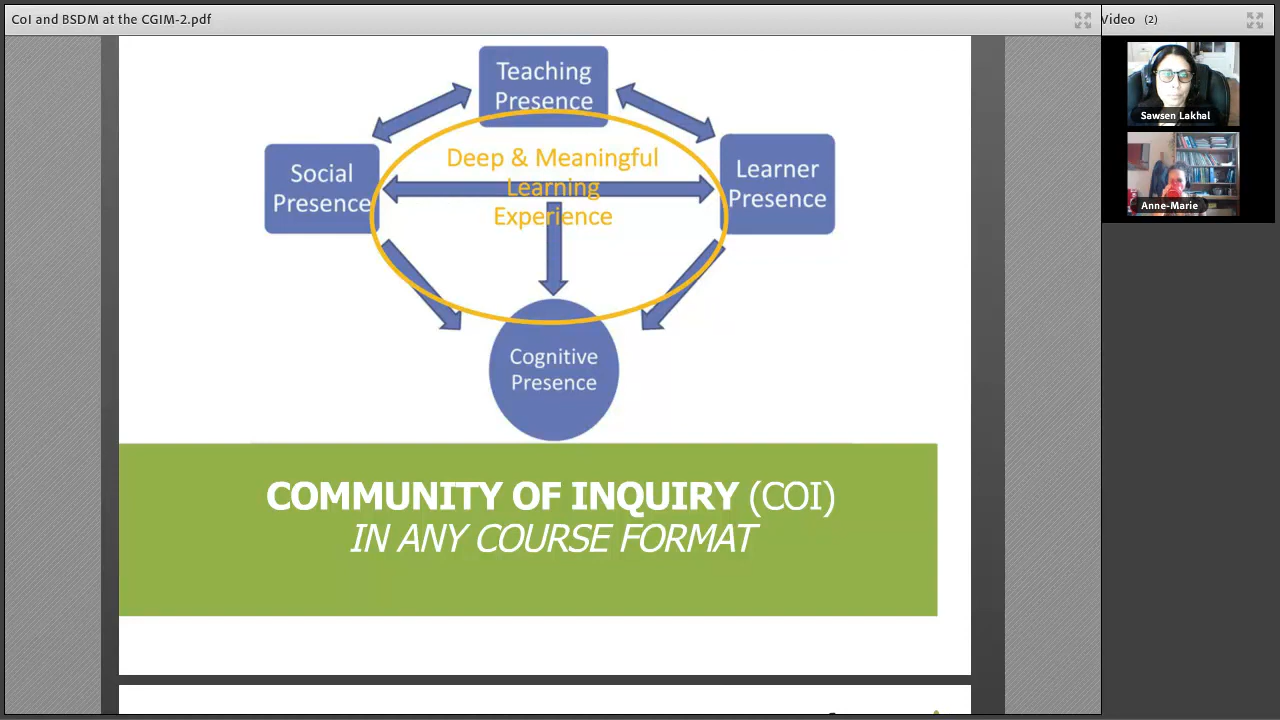 CoI and BSDM at the CGIM-2.pdf
Video (2)
Teaching
Presence
Social
Presence
Deep & Meaningful
Learning
Experience
Learner
Presence
Cognitive
Presence
COMMUNITY OF INQUIRY (COI)
IN ANY COURSE FORMAT
Sawsen Lakhal
Anne-Marie